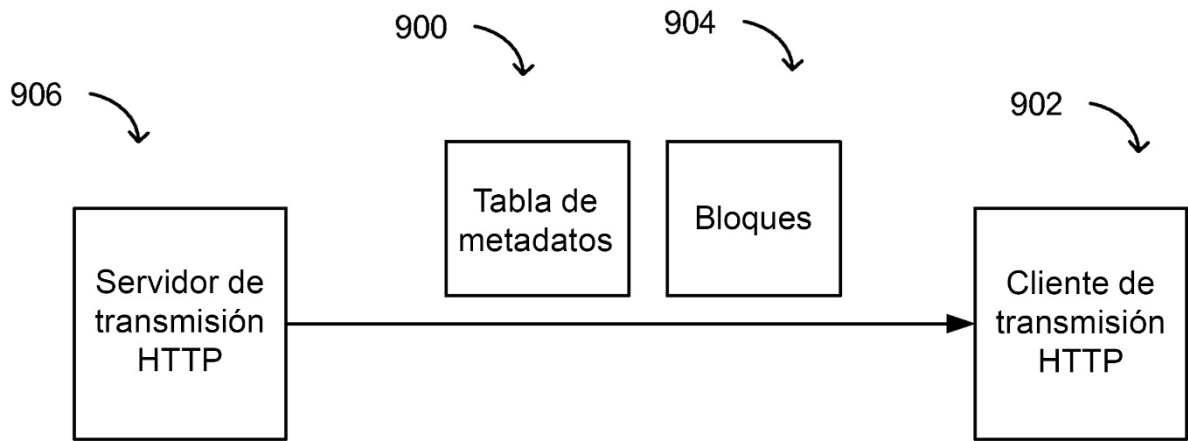 900
904
906
902
Tabla de
metadatos
Bloques
Servidor de
transmisión
HTTP
Cliente de
transmisión
HTTP